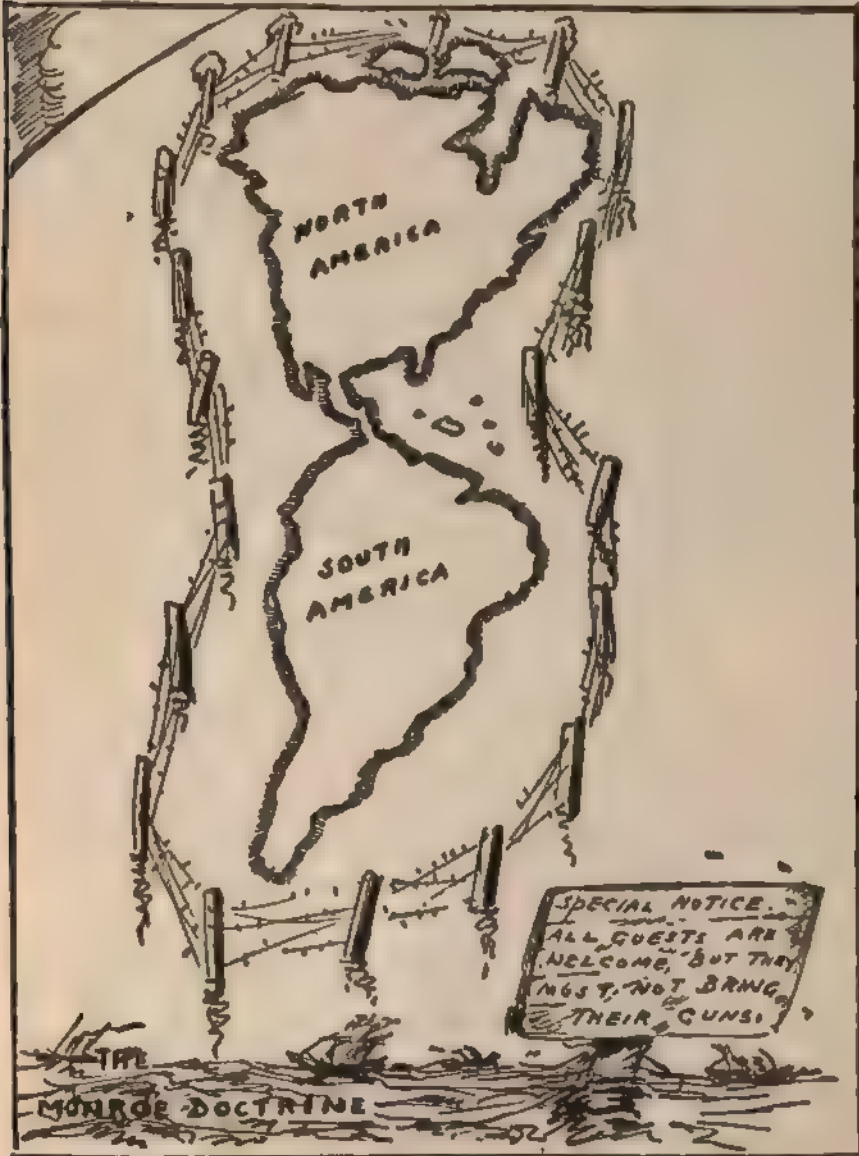 NORTH
AMERICA
SOUTH
AMERICA
SPECIAL NOTICE.
ALL GUESTS ARE
WELCOME, BUT THEY
MUST NOT BRING
THEIR GUNS.
THE
MONROE DOCTRINE